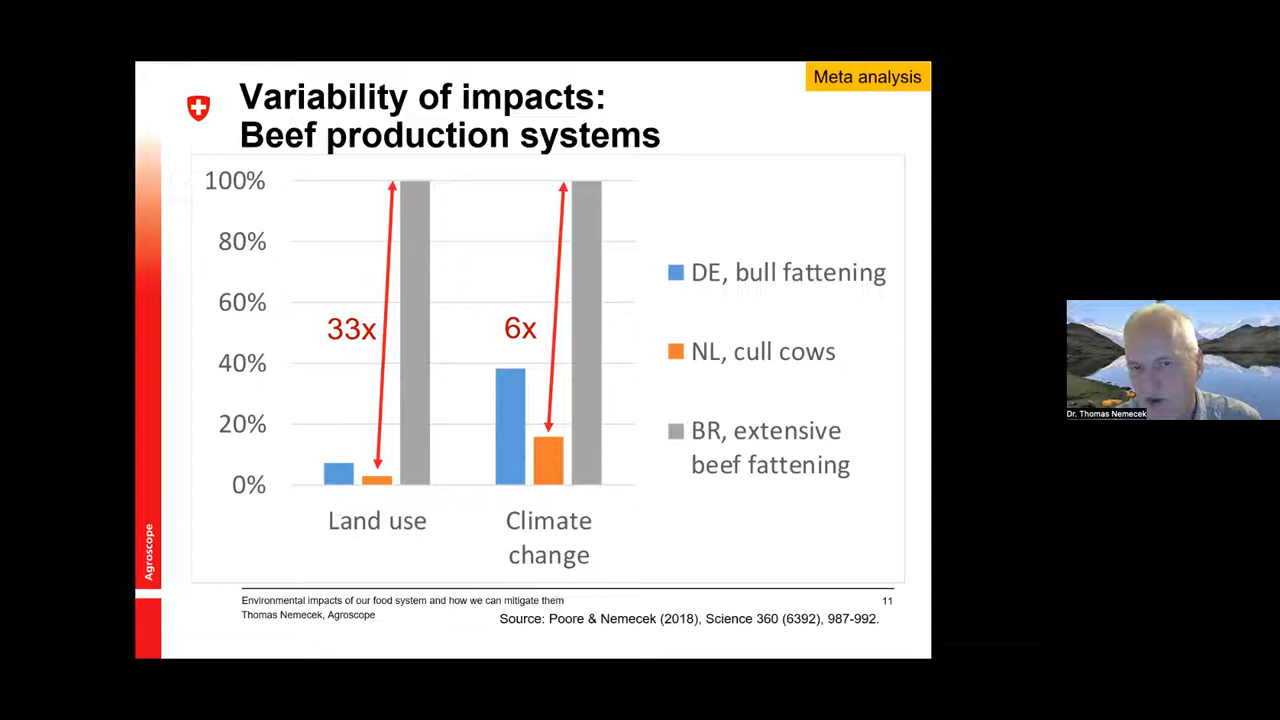 Meta analysis
Variability of impacts:
Beef production systems
100%
80%
60%
40%
20%
0%
33x
6x
Land use
Climate
change
DE, bull fattening
NL, cull cows
BR, extensive
beef fattening
Agroscope
Environmental impacts of our food system and how we can mitigate them
11
Thomas Nemecek, Agroscope
Source: Poore & Nemecek (2018), Science 360 (6392), 987-992.
Dr. Thomas Nemecek